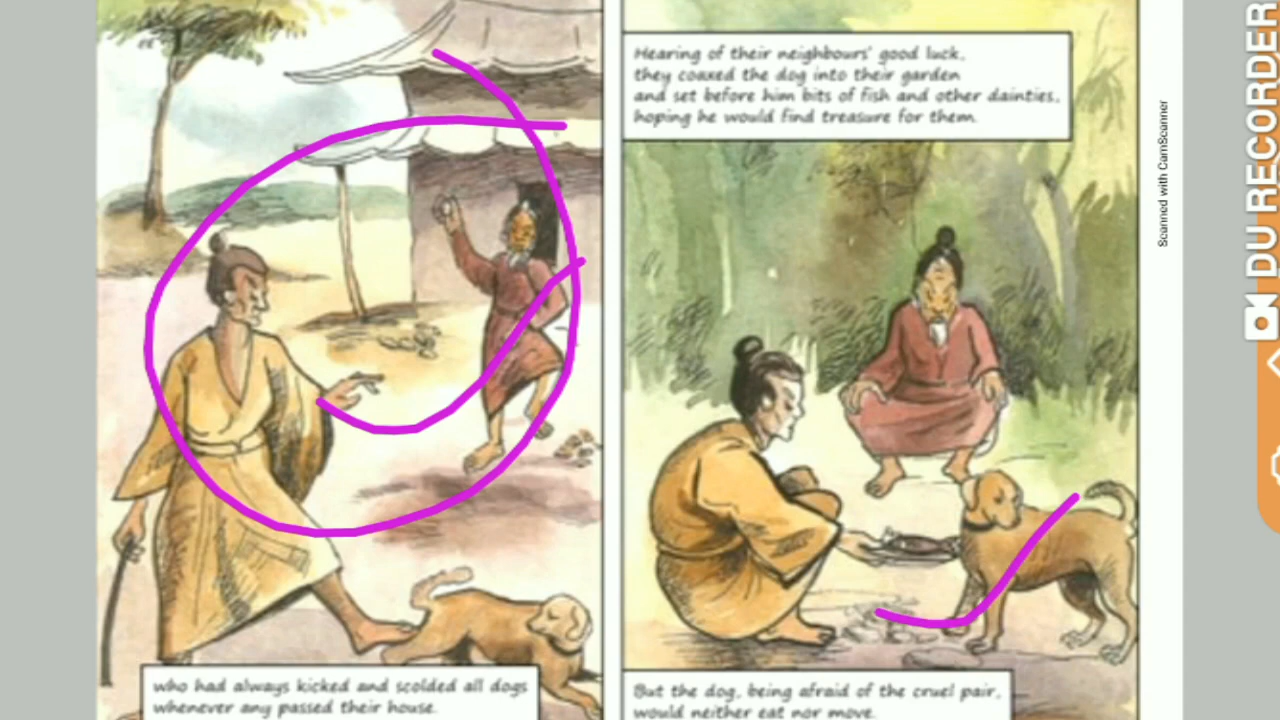 who had always kicked and scolded all dogs
whenever any passed their house.
Hearing of their neighbours' good luck,
they coaxed the dog into their garden
and set before him bits of fish and other dainties,
hoping he would find treasure for them.
But the dog, being afraid of the cruel pair,
would neither eat nor move.
Scanned with CamScanner
DU RECORDER